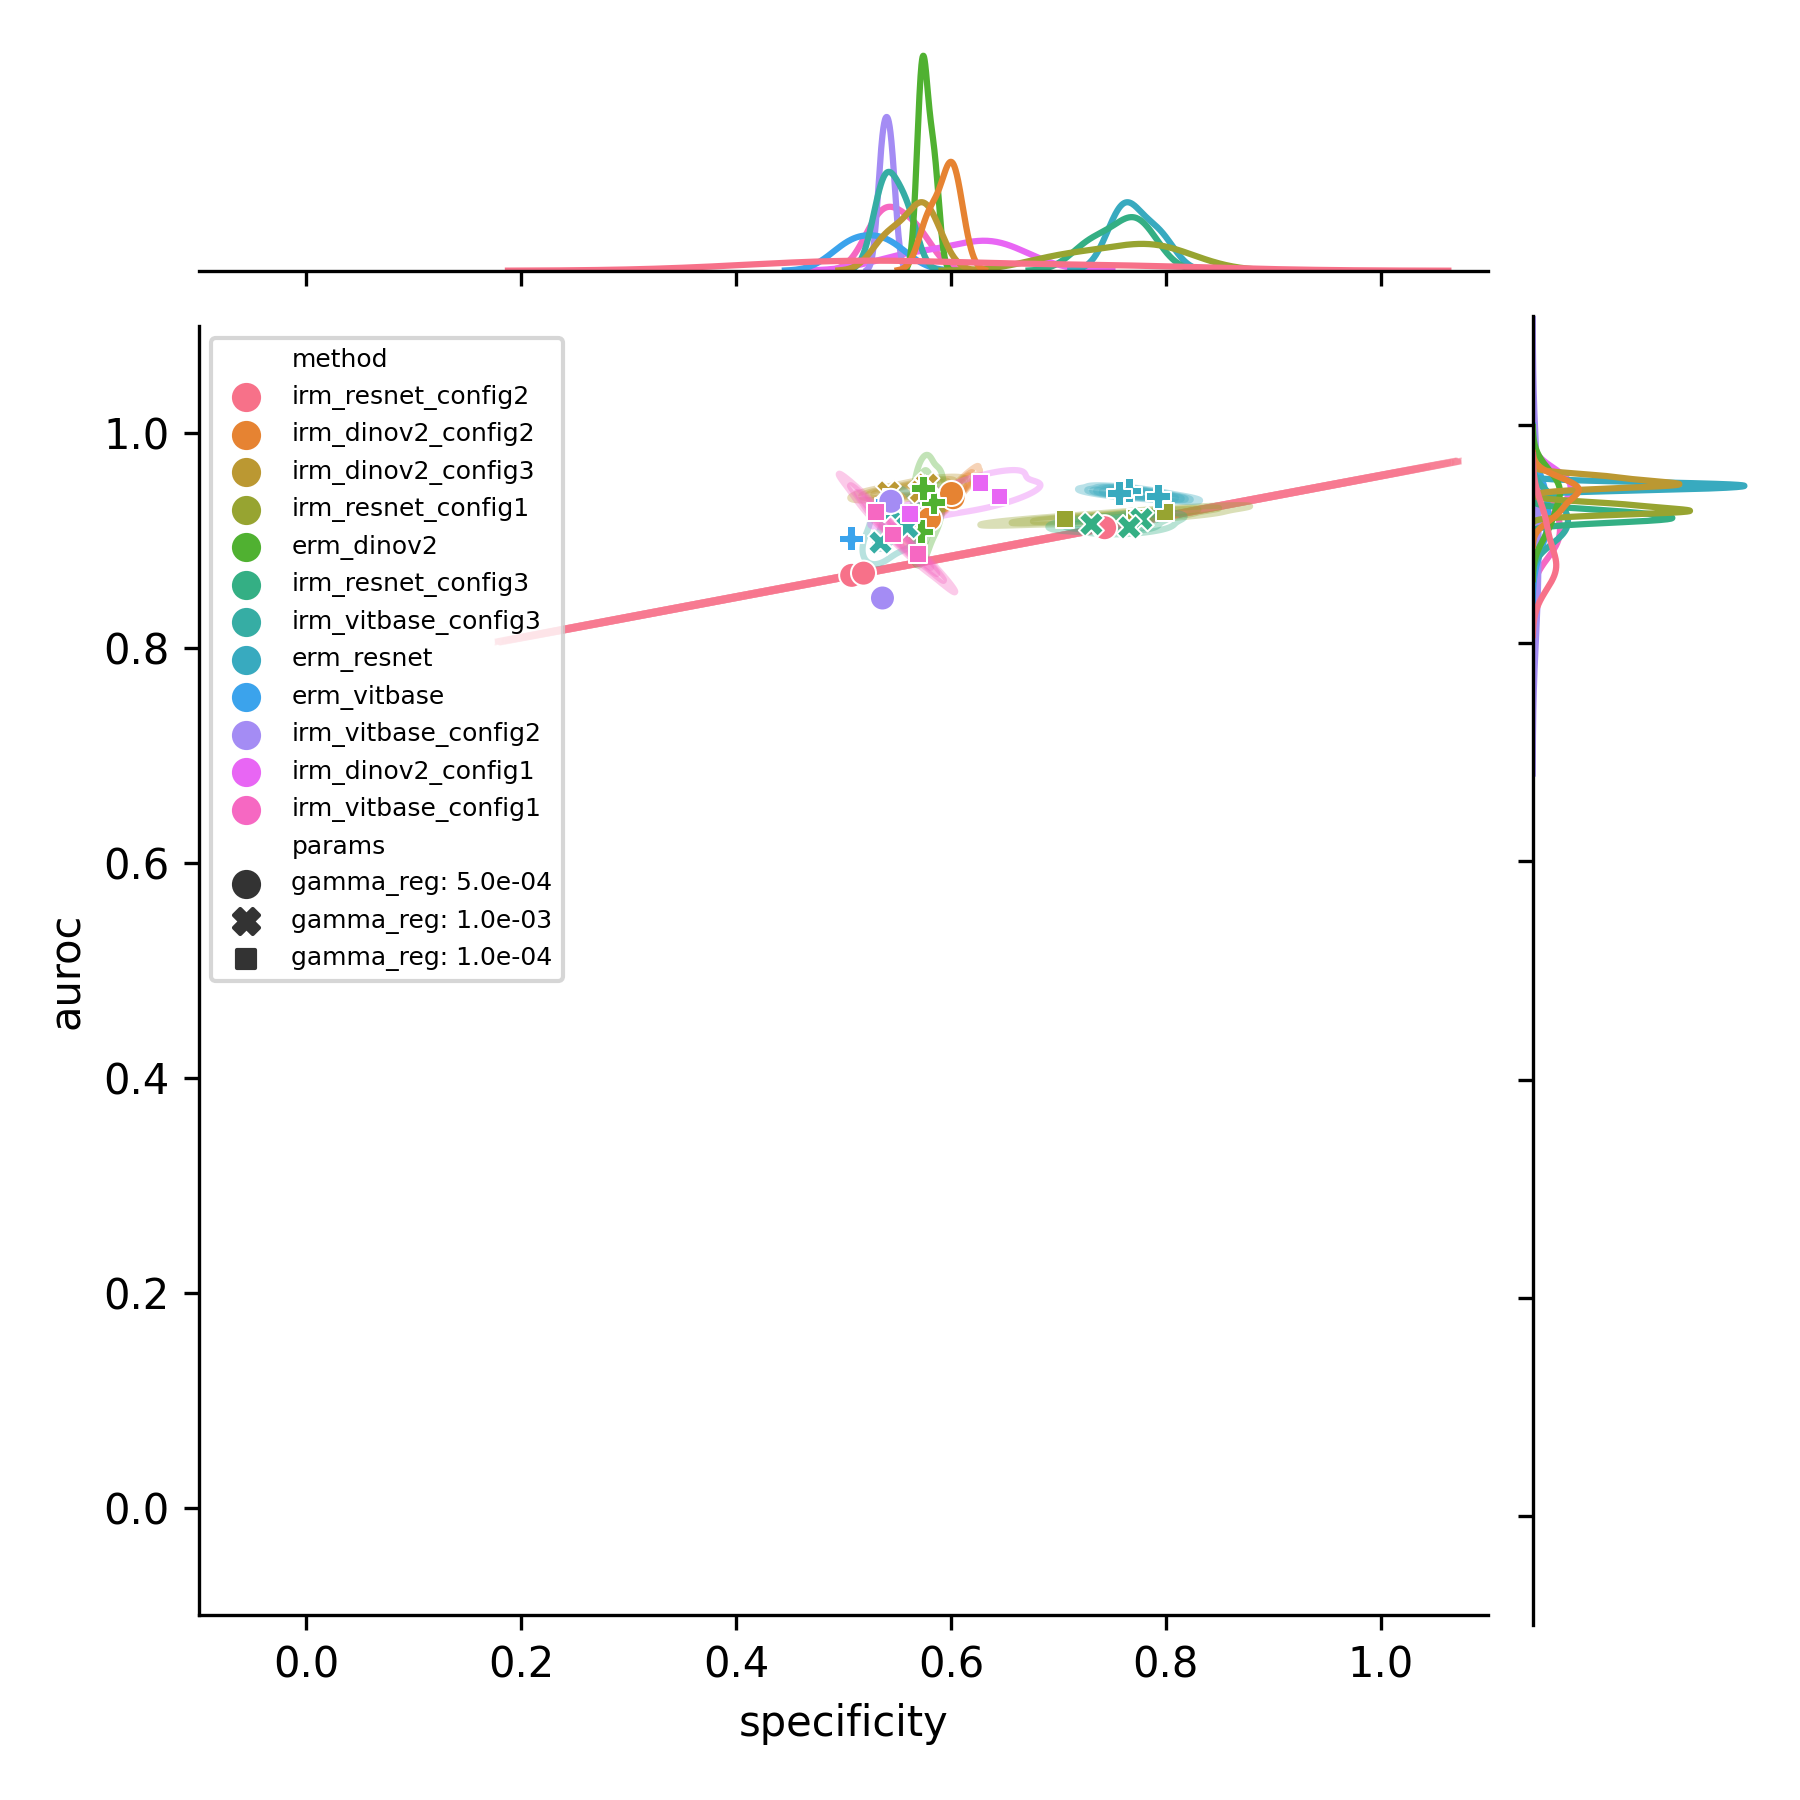 method
irm_resnet_config2
irm_dinov2_config2
irm_dinov2_config3
irm_resnet_config1
erm_dinov2
irm_resnet_config3
irm_vitbase_config3
erm_resnet
erm_vitbase
irm_vitbase_config2
irm_dinov2_config1
irm_vitbase_config1
params
gamma_reg: 5.0e-04
gamma_reg: 1.0e-03
gamma_reg: 1.0e-04
1.0
0.8
0.6
0.4
0.2
0.0
auroc
0.0 0.2 0.4 0.6 0.8 1.0
specificity